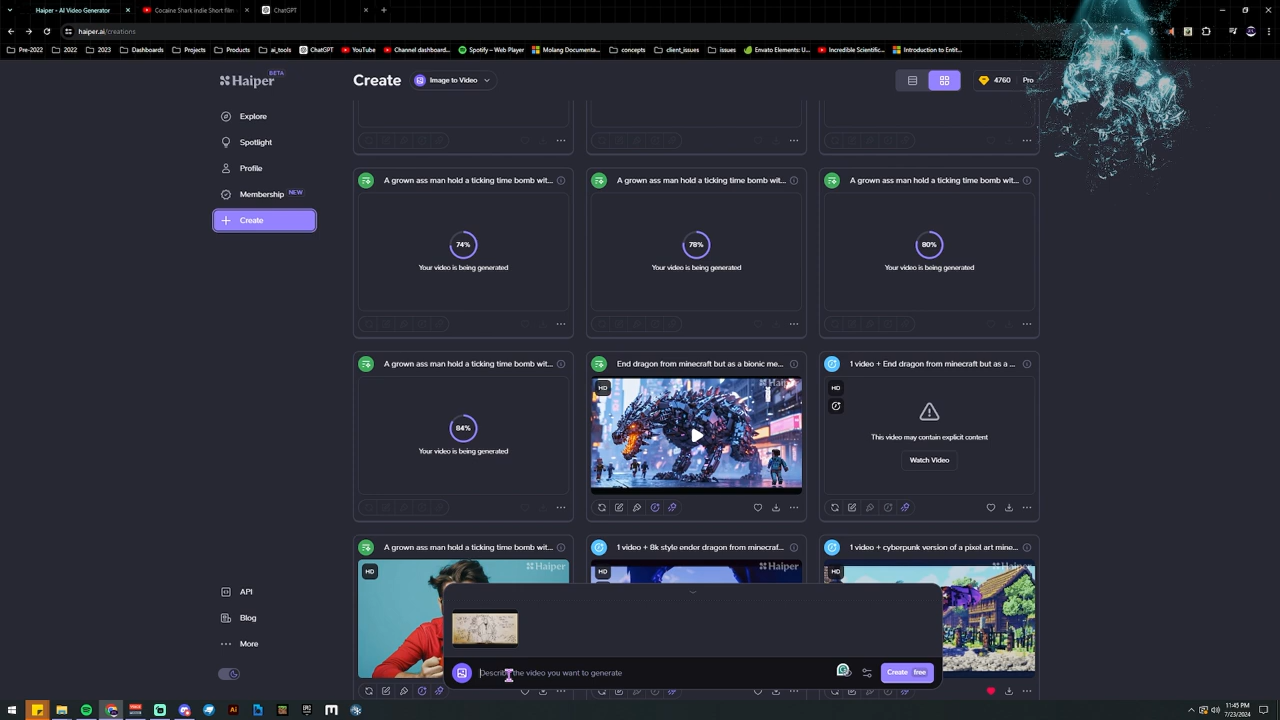 Haiper - AI Video Generator
Cocaine Shark indie Short film
ChatGPT
haiper.ai/creations
Pre-2022
2022
2023
Dashboards
Projects
Products
ai_tools
ChatGPT
YouTube
Channel dashboard...
Spotify – Web Player
Molang Documenta...
concepts
client_issues
issues
Envato Elements U...
Incredible Scientific...
Introduction to Entit...
Haiper BETA
Create
Image to Video
4760 Pro
Explore
Spotlight
Profile
Membership NEW
Create
A grown ass man hold a ticking time bomb wit...
A grown ass man hold a ticking time bomb wit...
A grown ass man hold a ticking time bomb wit...
74%
78%
80%
Your video is being generated
Your video is being generated
Your video is being generated
A grown ass man hold a ticking time bomb wit...
End dragon from minecraft but as a bionic me...
1 video + End dragon from minecraft but as a ...
84%
Your video is being generated
HD
Haiper
HD
This video may contain explicit content
Watch Video
A grown ass man hold a ticking time bomb wit...
1 video + 8k style ender dragon from minecraf...
1 video + cyberpunk version of a pixel art mine...
HD
Haiper
HD
Haiper
HD
Haiper
API
Blog
More
Describe the video you want to generate
Create free
11:45 PM
7/23/2024